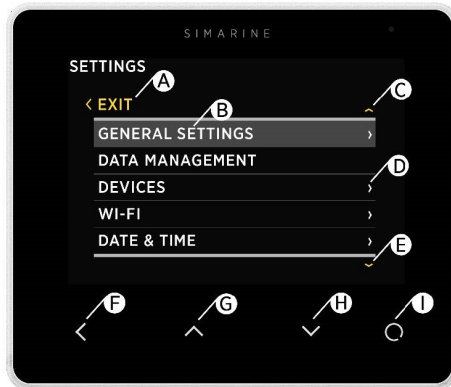 SIMARINE
SETTINGS
A
< EXIT
B
C
GENERAL SETTINGS >
DATA MANAGEMENT
D
DEVICES >
WI-FI >
E
DATE & TIME >
F
G
H
I